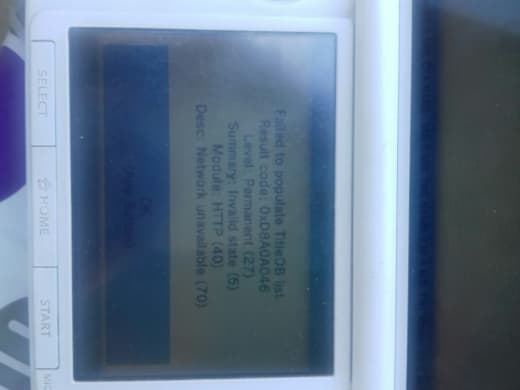 Failed to populate TitleDB list.
Result code: 0xD8A0A046
Level: Permanent (27)
Summary: Invalid state (5)
Module: HTTP (40)
Desc: Network unavailable (70)
OK
SELECT
HOME
START